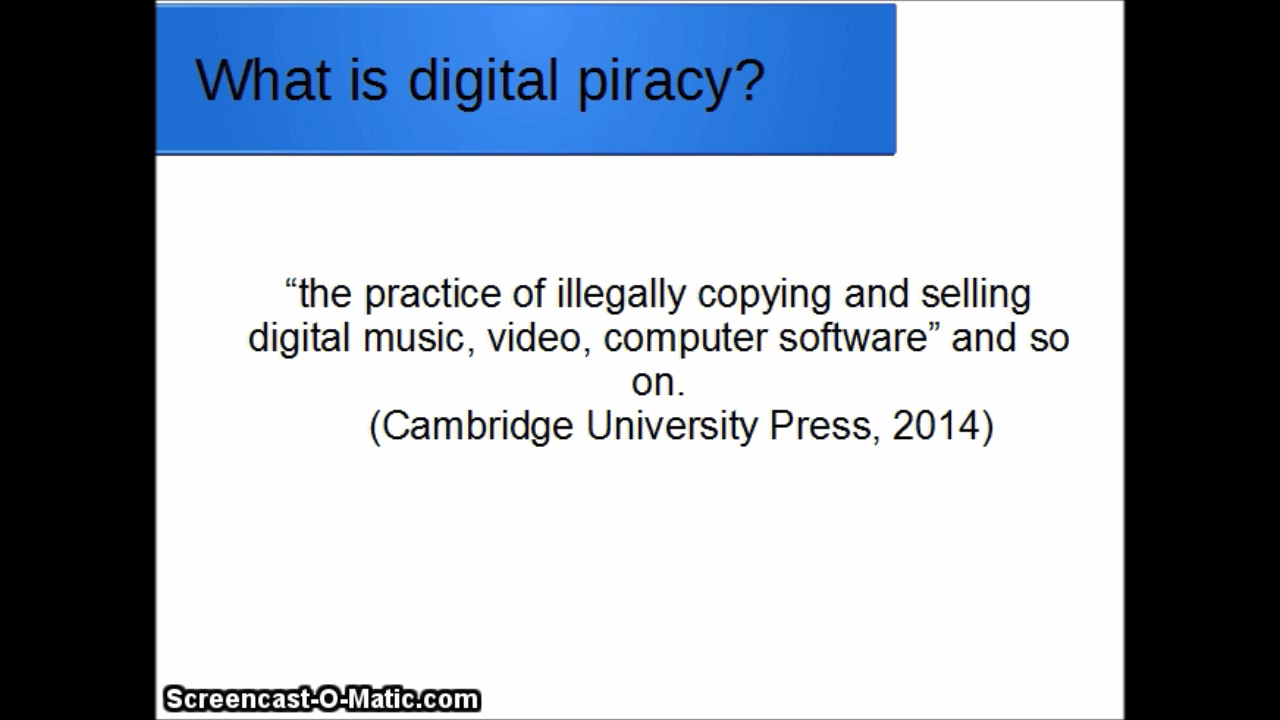 What is digital piracy?
“the practice of illegally copying and selling
digital music, video, computer software” and so
on.
(Cambridge University Press, 2014)
Screencast-O-Matic.com